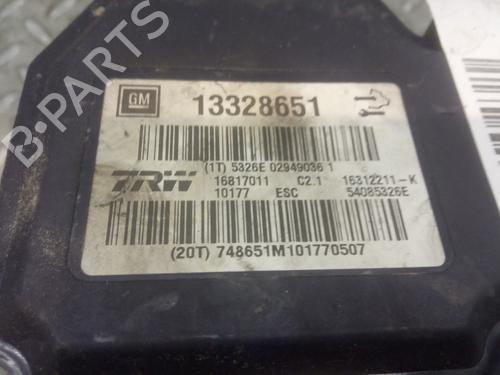 GM 13328651
(1T) 5326E 02949036 1
TRW 16817011 C2.1 16312211-K
10177 ESC 54085326E
(20T) 748651M101770507
B-PARTS